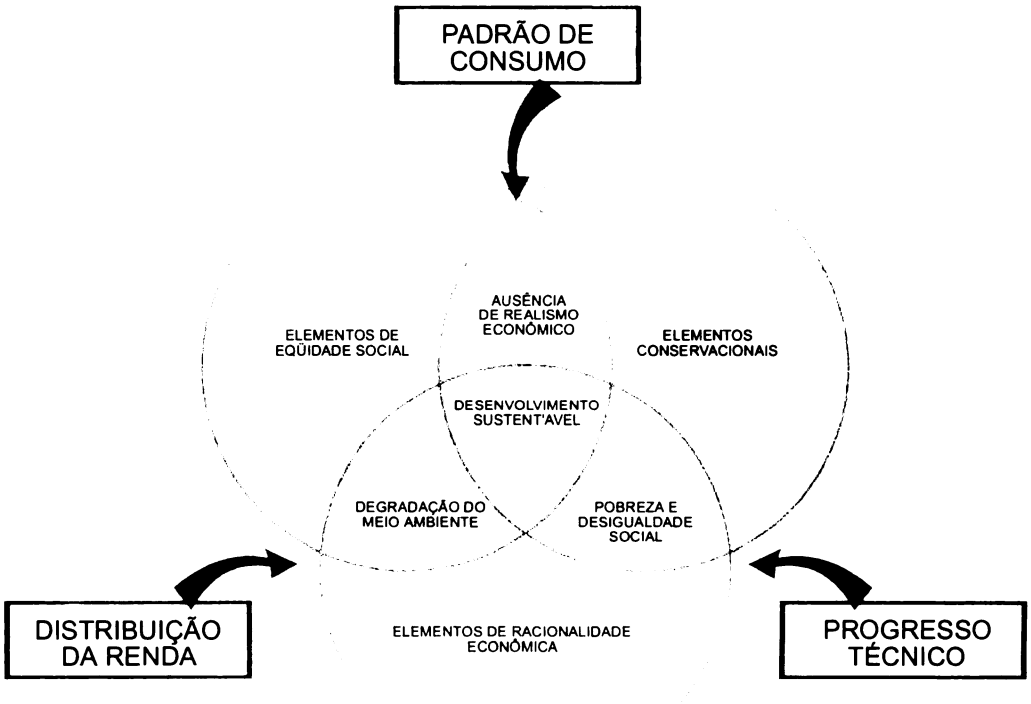 PADRÃO DE
CONSUMO
AUSÊNCIA
DE REALISMO
ECONÔMICO
ELEMENTOS DE
EQÜIDADE SOCIAL
ELEMENTOS
CONSERVACIONAIS
DESENVOLVIMENTO
SUSTENT'AVEL
DEGRADAÇÃO DO
MEIO AMBIENTE
POBREZA E
DESIGUALDADE
SOCIAL
DISTRIBUIÇÃO
DA RENDA
ELEMENTOS DE RACIONALIDADE
ECONÔMICA
PROGRESSO
TÉCNICO